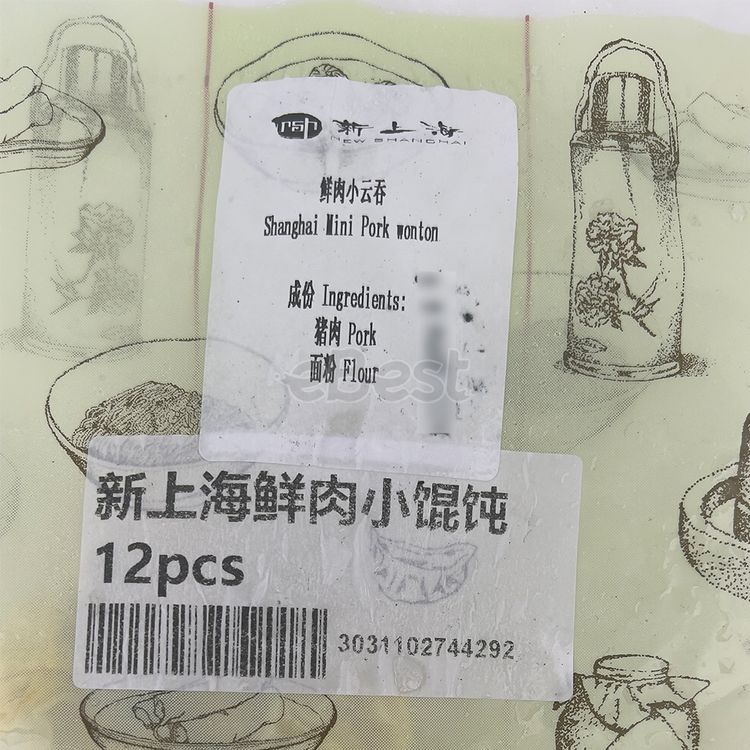 新上海
NEW SHANGHAI
鲜肉小云吞
Shanghai Mini Pork wonton
成份 Ingredients:
猪肉 Pork
面粉 Flour
ebest
新上海鲜肉小馄饨
12pcs
3031102744292